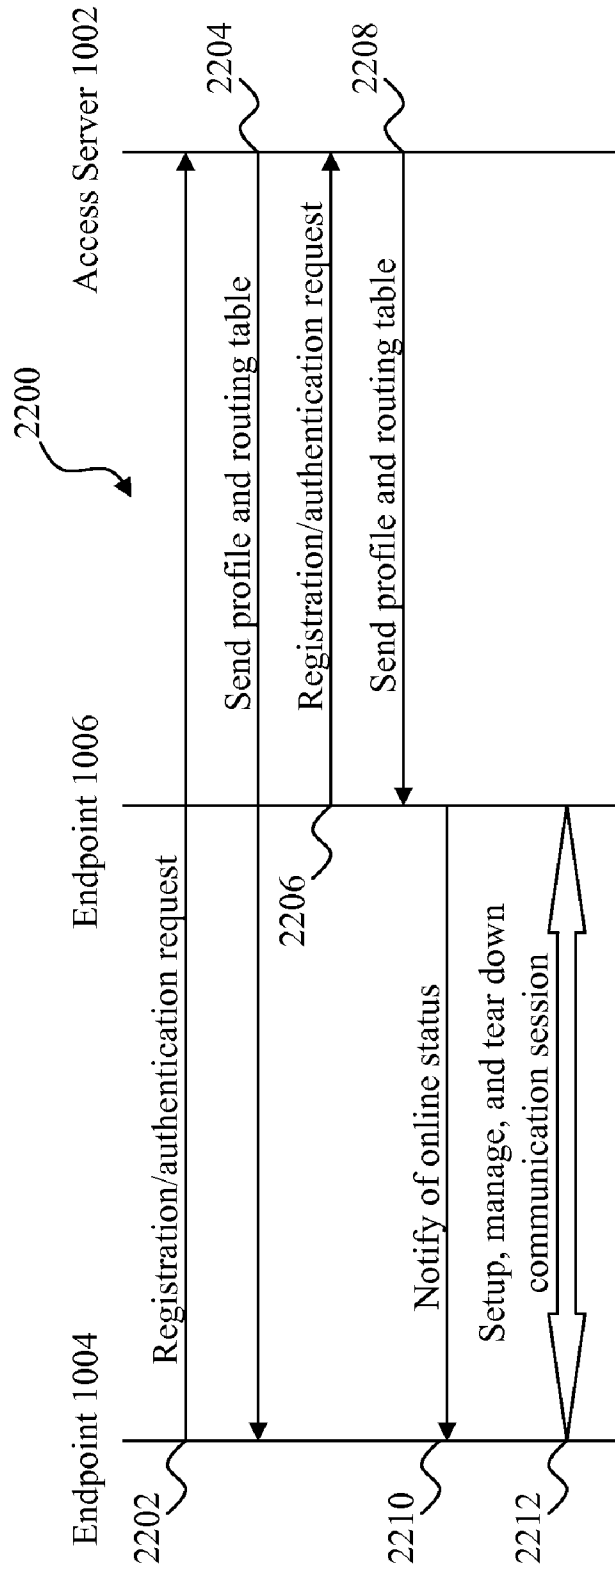 2200
Endpoint 1004
Endpoint 1006
Access Server 1002
2202
Registration/authentication request
Send profile and routing table
2204
2206
Registration/authentication request
Send profile and routing table
2208
2210
Notify of online status
2212
Setup, manage, and tear down
communication session